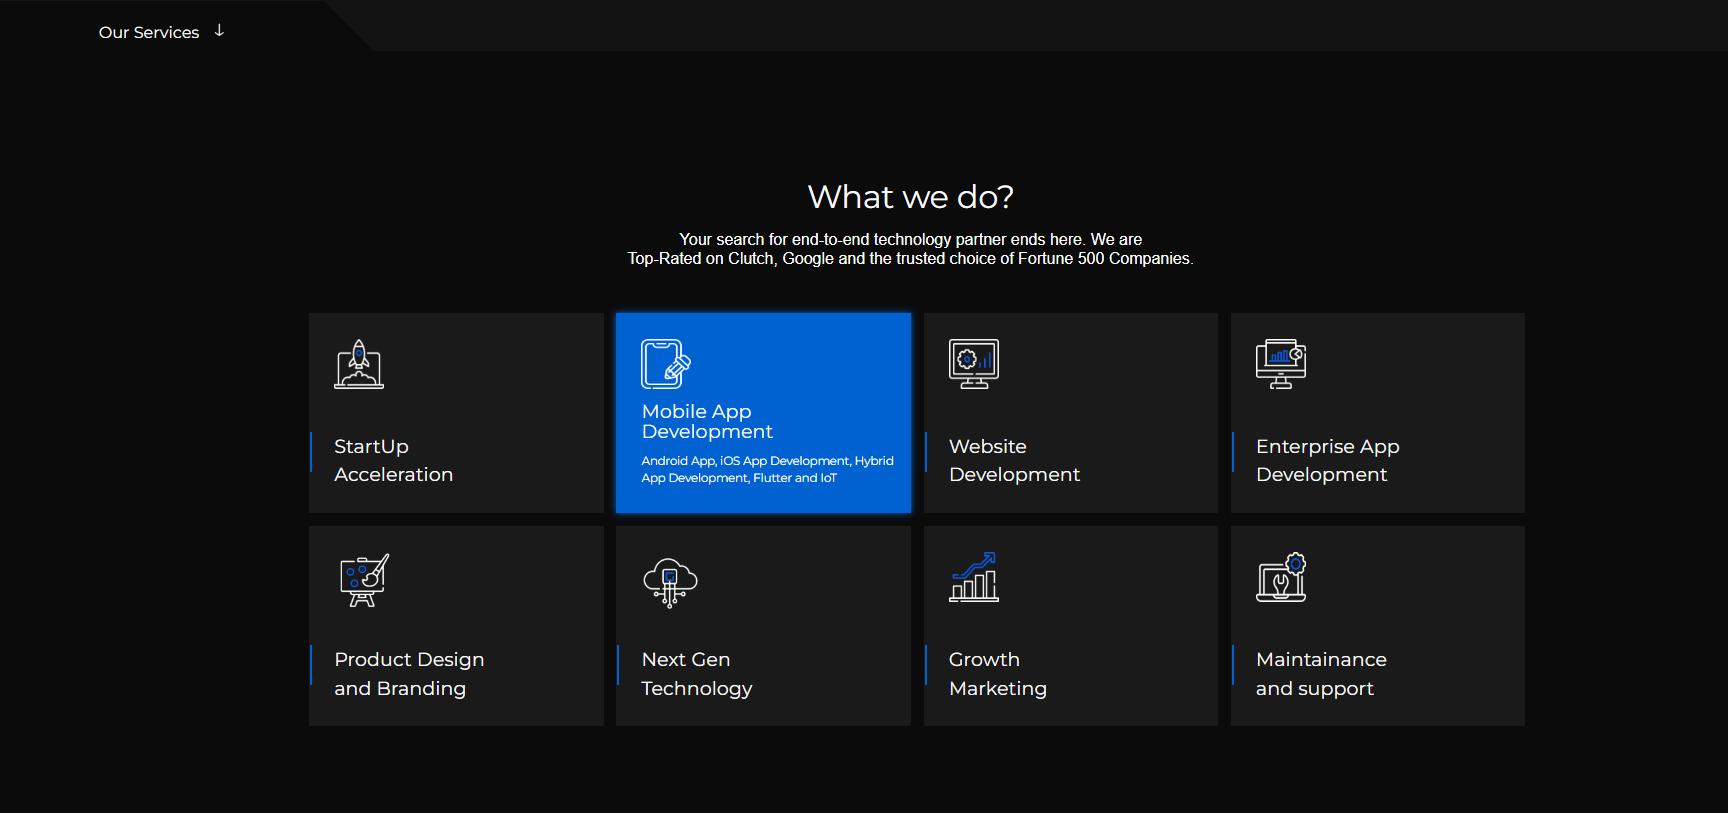 Our Services ↓
What we do?
Your search for end-to-end technology partner ends here. We are
Top-Rated on Clutch, Google and the trusted choice of Fortune 500 Companies.
StartUp
Acceleration
Mobile App
Development
Android App, iOS App Development, Hybrid
App Development, Flutter and IoT
Website
Development
Enterprise App
Development
Product Design
and Branding
Next Gen
Technology
Growth
Marketing
Maintainance
and support